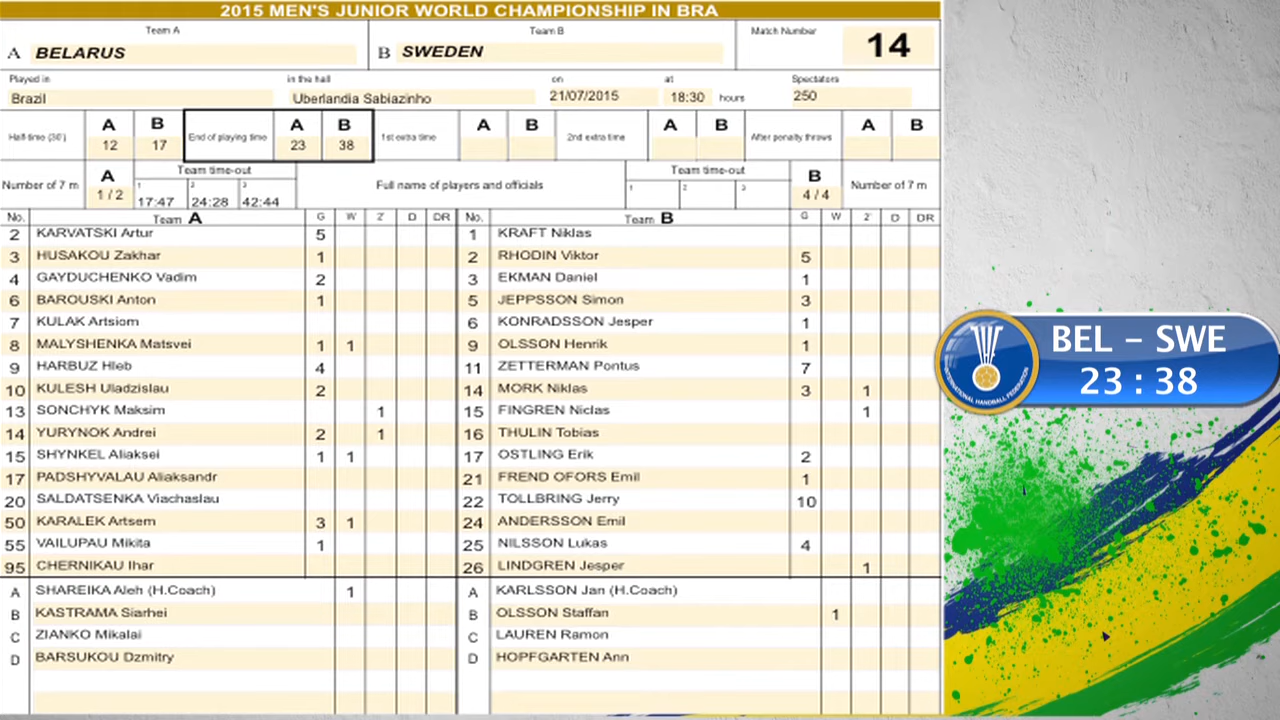 2015 MEN'S JUNIOR WORLD CHAMPIONSHIP IN BRA
Team A Team B Match Number
A BELARUS B SWEDEN 14
Played in in the hall on at Spectators
Brazil Uberlandia Sabiazinho 21/07/2015 18:30 hours 250
Half-time (30') A 12 B 17 End of playing time A 23 B 38 1st extra time A B 2nd extra time A B After penalty throws A B
Number of 7 m A 1 / 2 Team time-out 1 17:47 2 24:28 3 42:44 Full name of players and officials Team time-out 1 2 3 B 4 / 4 Number of 7 m
No. Team A G W 2' D DR No. Team B G W 2' D DR
2 KARVATSKI Artur 5 1 KRAFT Niklas
3 HUSAKOU Zakhar 1 2 RHODIN Viktor 5
4 GAYDUCHENKO Vadim 2 3 EKMAN Daniel 1
6 BAROUSKI Anton 1 5 JEPPSSON Simon 3
7 KULAK Artsiom 6 KONRADSSON Jesper 1
8 MALYSHENKA Matsvei 1 1 9 OLSSON Henrik 1
9 HARBUZ Hleb 4 11 ZETTERMAN Pontus 7
10 KULESH Uladzislau 2 14 MORK Niklas 3 1
13 SONCHYK Maksim 1 15 FINGREN Niclas 1
14 YURYNOK Andrei 2 1 16 THULIN Tobias
15 SHYNKEL Aliaksei 1 1 17 OSTLING Erik 2
17 PADSHYVALAU Aliaksandr 21 FREND OFORS Emil 1
20 SALDATSENKA Viachaslau 22 TOLLBRING Jerry 10
50 KARALEK Artsem 3 1 24 ANDERSSON Emil
55 VAILUPAU Mikita 1 25 NILSSON Lukas 4
95 CHERNIKAU Ihar 26 LINDGREN Jesper 1
A SHAREIKA Aleh (H.Coach) 1 A KARLSSON Jan (H.Coach)
B KASTRAMA Siarhei B OLSSON Staffan 1
C ZIANKO Mikalai C LAUREN Ramon
D BARSUKOU Dzmitry D HOPFGARTEN Ann
BEL – SWE
23 : 38
INTERNATIONAL HANDBALL FEDERATION